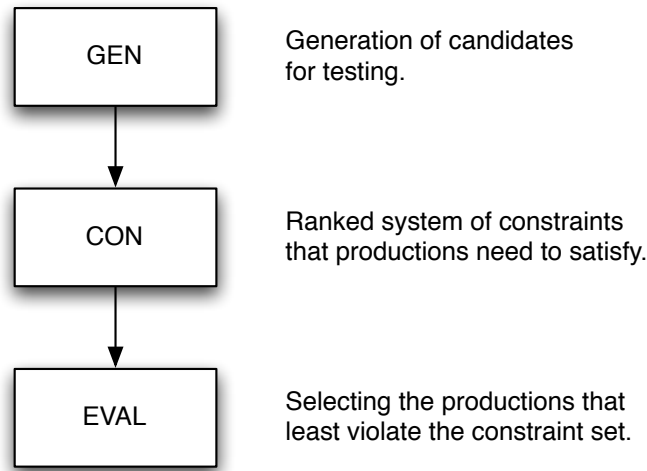 GEN
Generation of candidates
for testing.
CON
Ranked system of constraints
that productions need to satisfy.
EVAL
Selecting the productions that
least violate the constraint set.